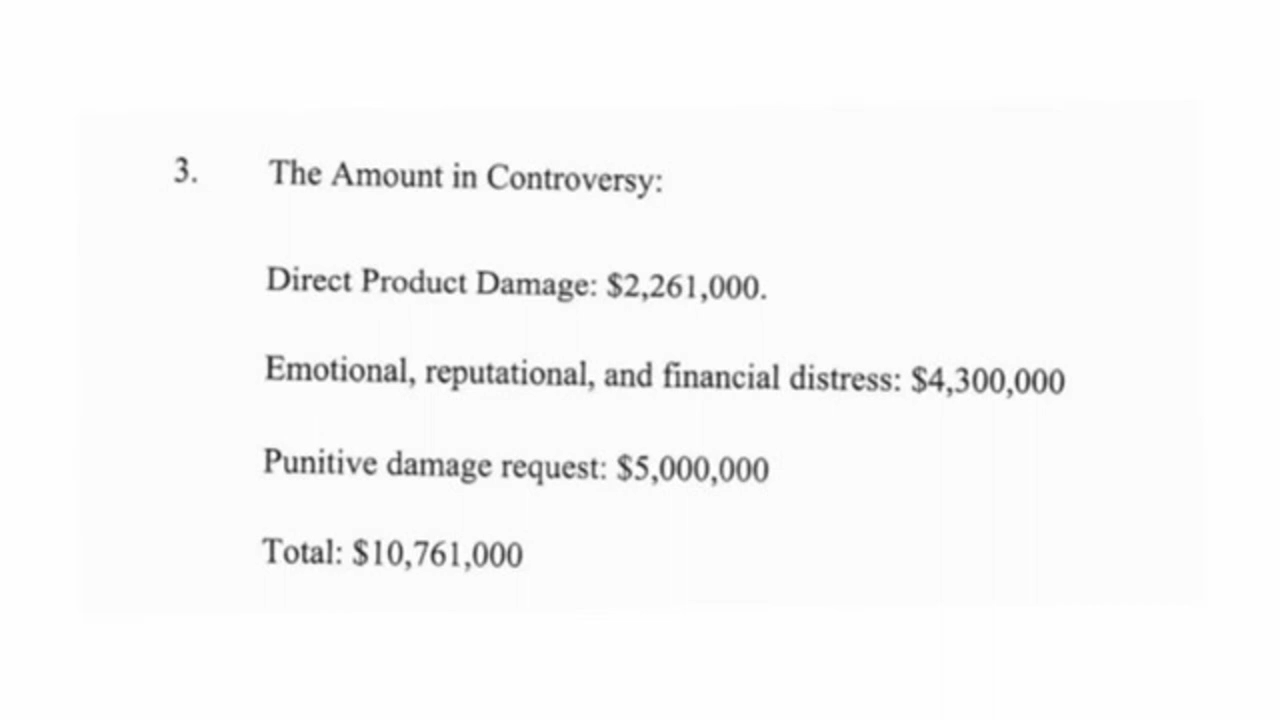 3. The Amount in Controversy:
Direct Product Damage: $2,261,000.
Emotional, reputational, and financial distress: $4,300,000
Punitive damage request: $5,000,000
Total: $10,761,000